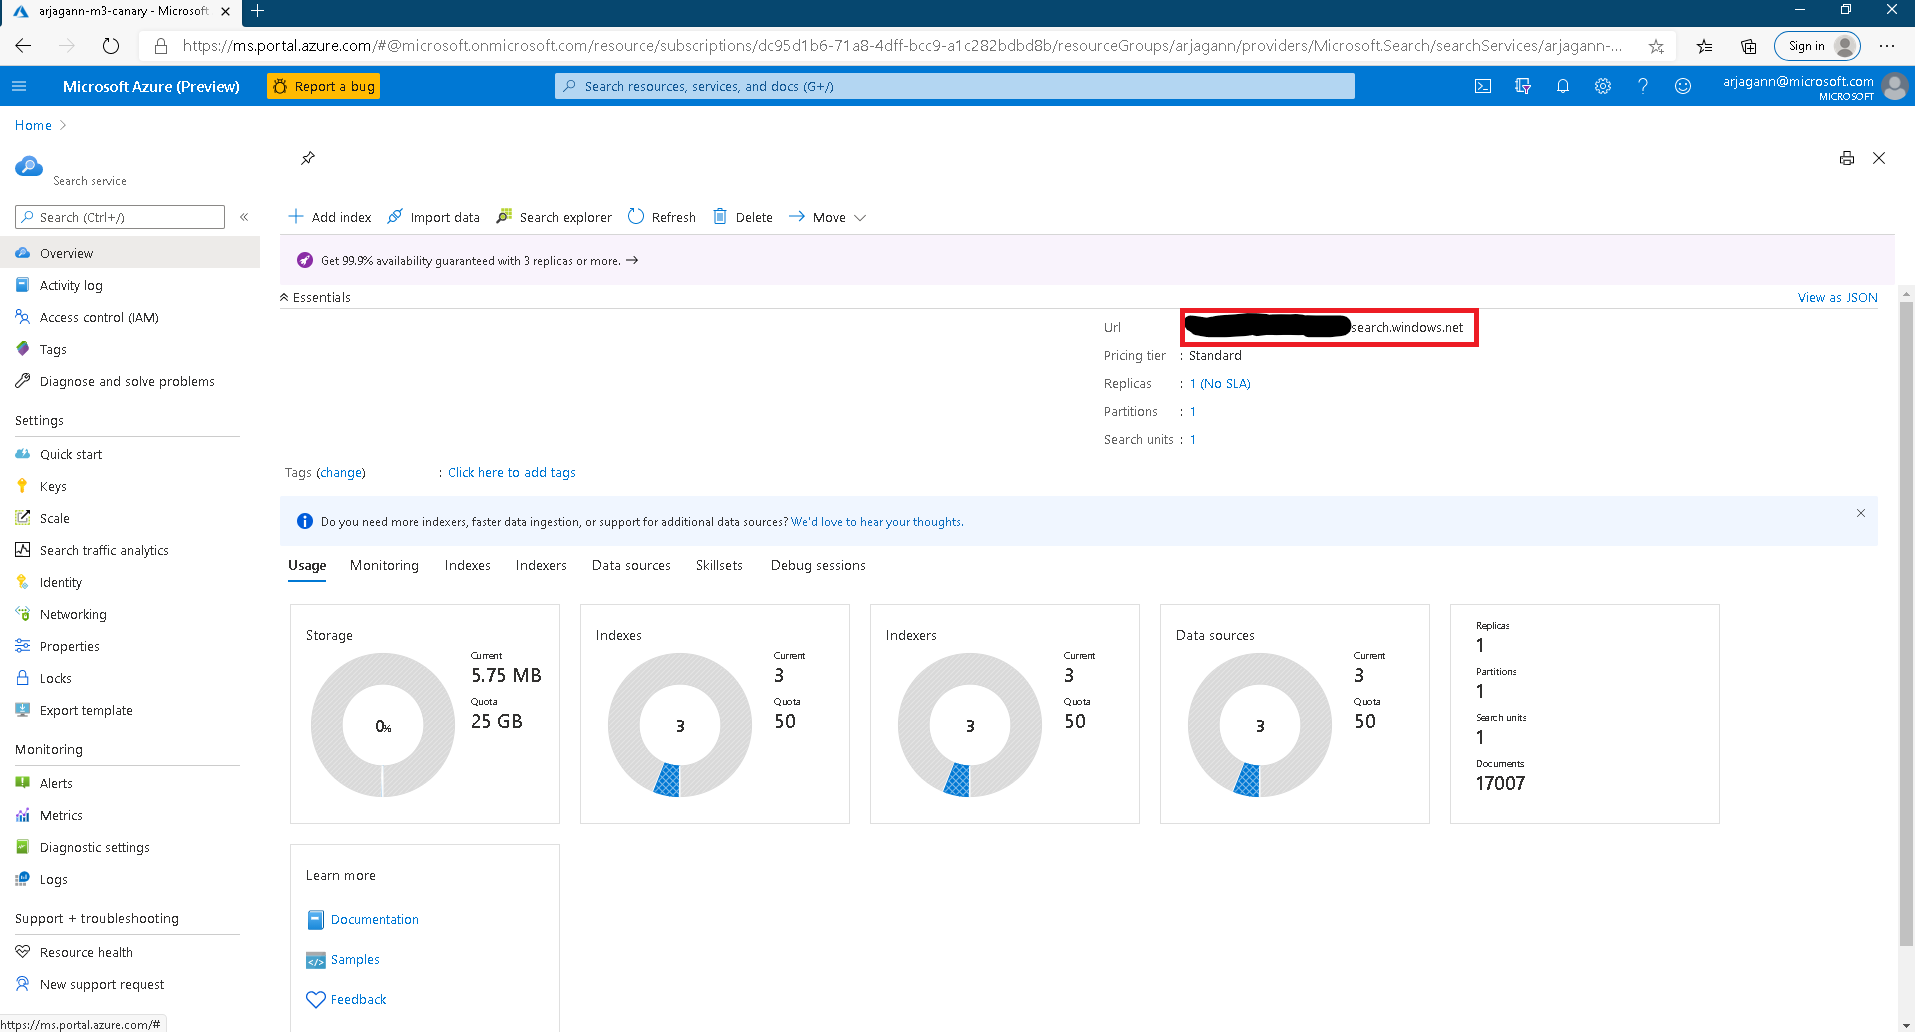 arjagann-m3-canary - Microsoft
https://ms.portal.azure.com/#@microsoft.onmicrosoft.com/resource/subscriptions/dc95d1b6-71a8-4dff-bcc9-a1c282bdbd8b/resourceGroups/arjagann/providers/Microsoft.Search/searchServices/arjagann-...
Sign in
Microsoft Azure (Preview)
Report a bug
Search resources, services, and docs (G+/)
arjagann@microsoft.com
MICROSOFT
Home
Search service
Search (Ctrl+/)
Overview
Activity log
Access control (IAM)
Tags
Diagnose and solve problems
Settings
Quick start
Keys
Scale
Search traffic analytics
Identity
Networking
Properties
Locks
Export template
Monitoring
Alerts
Metrics
Diagnostic settings
Logs
Support + troubleshooting
Resource health
New support request
https://ms.portal.azure.com/#
Add index
Import data
Search explorer
Refresh
Delete
Move
Get 99.9% availability guaranteed with 3 replicas or more. →
Essentials
View as JSON
Url search.windows.net
Pricing tier : Standard
Replicas : 1 (No SLA)
Partitions : 1
Search units : 1
Tags (change) : Click here to add tags
Do you need more indexers, faster data ingestion, or support for additional data sources? We'd love to hear your thoughts.
Usage
Monitoring
Indexes
Indexers
Data sources
Skillsets
Debug sessions
Storage
0%
Current
5.75 MB
Quota
25 GB
Indexes
3
Current
3
Quota
50
Indexers
3
Current
3
Quota
50
Data sources
3
Current
3
Quota
50
Replicas
1
Partitions
1
Search units
1
Documents
17007
Learn more
Documentation
Samples
Feedback